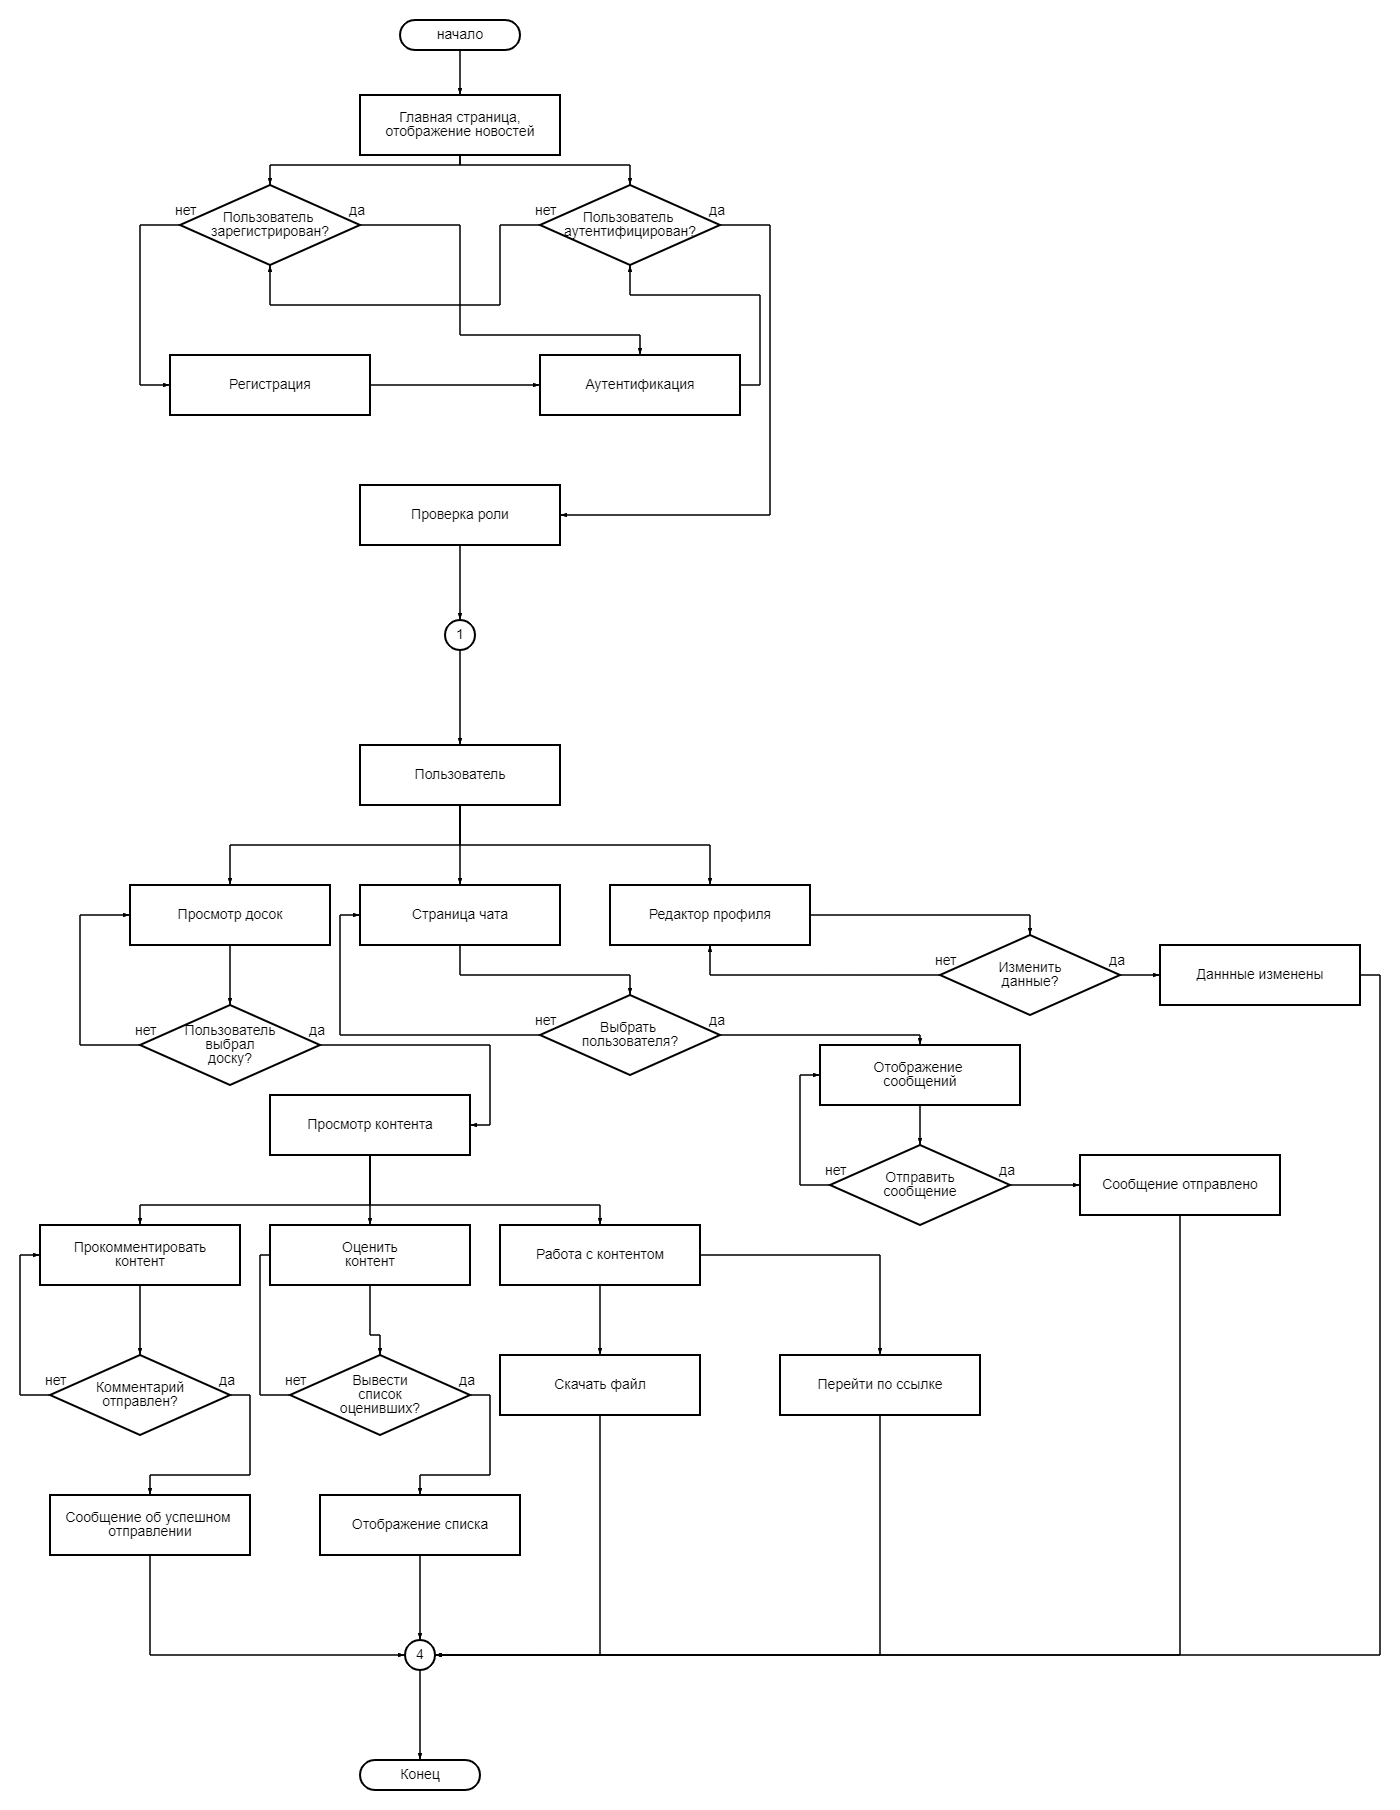 начало
Главная страница,
отображение новостей
нет
да
нет
да
Пользователь
зарегистрирован?
Пользователь
аутентифицирован?
Регистрация
Аутентификация
Проверка роли
1
Пользователь
Просмотр досок
Страница чата
Редактор профиля
нет
да
Изменить
данные?
Даннные изменены
нет
да
Пользователь
выбрал
доску?
нет
да
Выбрать
пользователя?
Отображение
сообщений
Просмотр контента
нет
да
Отправить
сообщение
Сообщение отправлено
Прокомментировать
контент
Оценить
контент
Работа с контентом
нет
да
Комментарий
отправлен?
нет
да
Вывести
список
оценивших?
Скачать файл
Перейти по ссылке
Сообщение об успешном
отправлении
Отображение списка
4
Конец